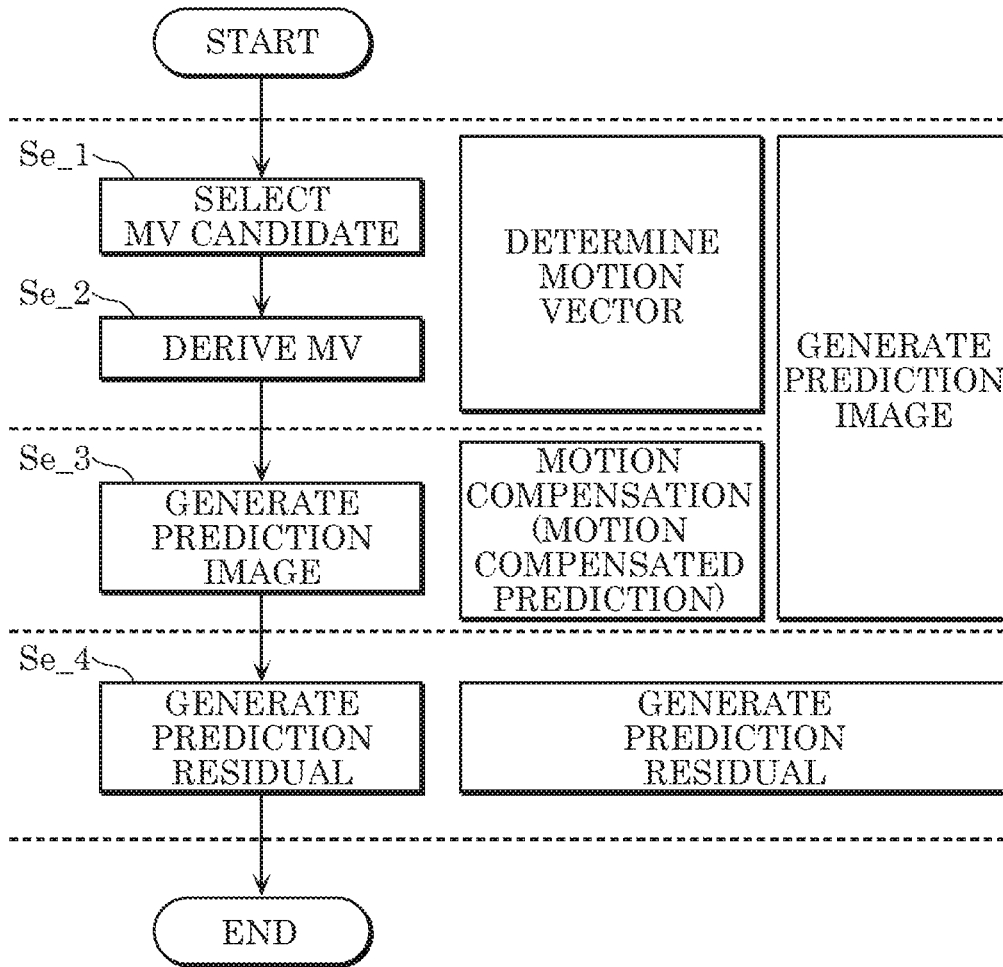 START
Se_1
SELECT
MV CANDIDATE
Se_2
DERIVE MV
DETERMINE
MOTION
VECTOR
GENERATE
PREDICTION
IMAGE
Se_3
GENERATE
PREDICTION
IMAGE
MOTION
COMPENSATION
(MOTION
COMPENSATED
PREDICTION)
Se_4
GENERATE
PREDICTION
RESIDUAL
GENERATE
PREDICTION
RESIDUAL
END